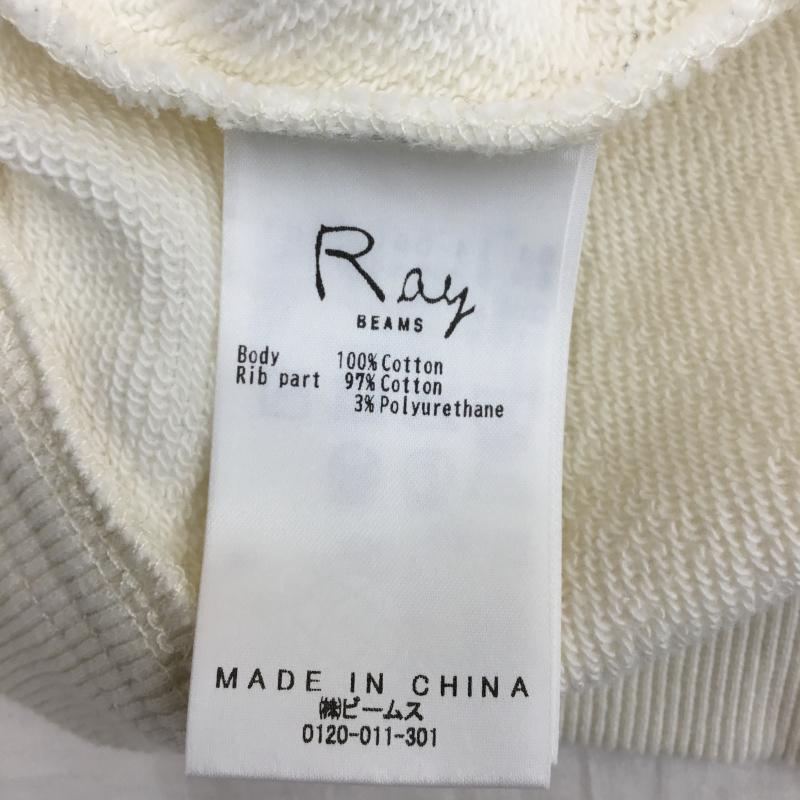 Ray
BEAMS
Body 100% Cotton
Rib part 97% Cotton
3% Polyurethane
MADE IN CHINA
㈱ビームス
0120-011-301